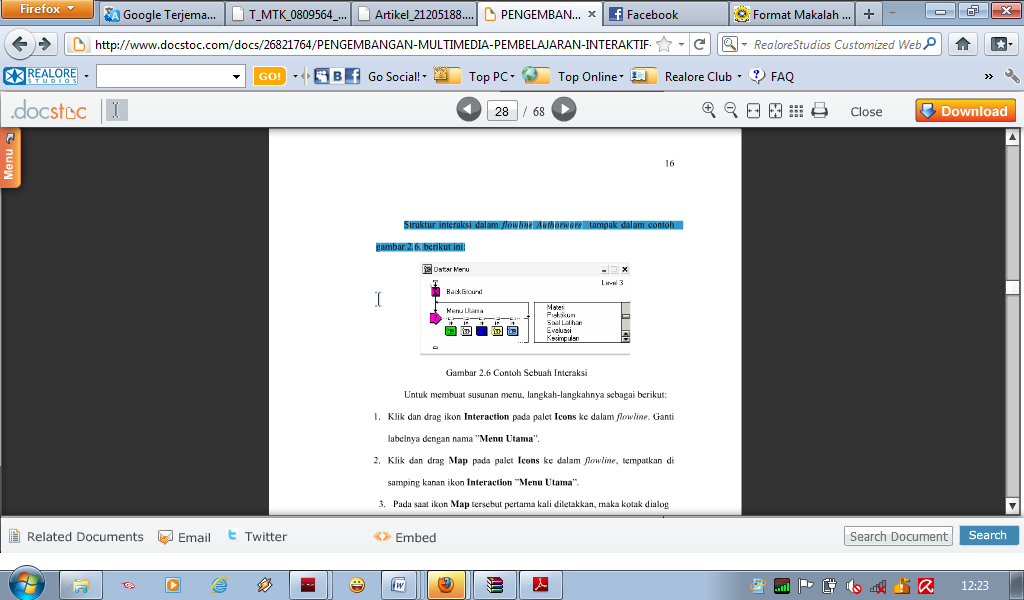 Firefox
Google Terjema...
T_MTK_0809564_...
Artikel_21205188....
PENGEMBAN...
Facebook
Format Makalah ...
http://www.docstoc.com/docs/26821764/PENGEMBANGAN-MULTIMEDIA-PEMBELAJARAN-INTERAKTIF-
RealoreStudios Customized Web
REALORE STUDIOS
GO!
Go Social!
Top PC
Top Online
Realore Club
FAQ
.docstoc
28 / 68
Close
Download
Menu
16
Struktur interaksi dalam flowline Authorware tampak dalam contoh
gambar 2.6. berikut ini:
Daftar Menu
Level 3
BackGround
Menu Utama
Materi
Praktikum
Soal Latihan
Evaluasi
Kesimpulan
Gambar 2.6 Contoh Sebuah Interaksi
Untuk membuat susunan menu, langkah-langkahnya sebagai berikut:
1. Klik dan drag ikon Interaction pada palet Icons ke dalam flowline. Ganti
labelnya dengan nama "Menu Utama".
2. Klik dan drag Map pada palet Icons ke dalam flowline, tempatkan di
samping kanan ikon Interaction "Menu Utama".
3. Pada saat ikon Map tersebut pertama kali diletakkan, maka kotak dialog
Related Documents
Email
Twitter
Embed
Search Document
Search
12:23